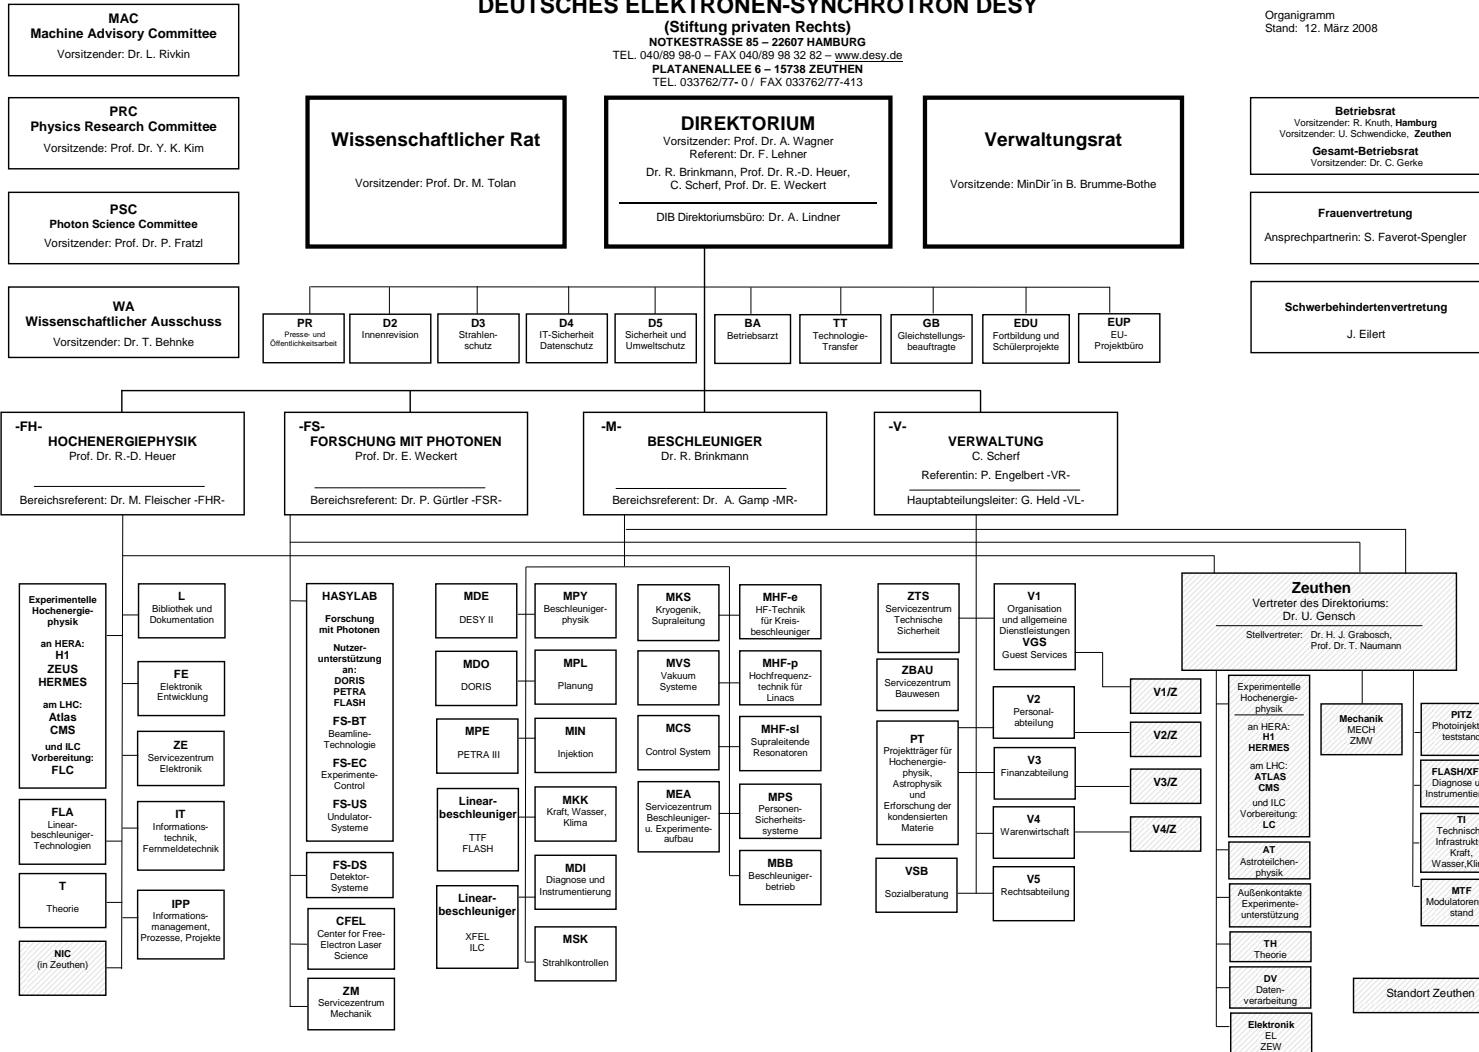 DEUTSCHES ELEKTRONEN-SYNCHROTRON DESY
(Stiftung privaten Rechts)
NOTKESTRASSE 85 – 22607 HAMBURG
TEL. 040/89 98-0 – FAX 040/89 98 32 82 – www.desy.de
PLATANENALLEE 6 – 15738 ZEUTHEN
TEL. 033762/77- 0 / FAX 033762/77-413
Organigramm
Stand: 12. März 2008
MAC
Machine Advisory Committee
Vorsitzender: Dr. L. Rivkin
PRC
Physics Research Committee
Vorsitzende: Prof. Dr. Y. K. Kim
PSC
Photon Science Committee
Vorsitzender: Prof. Dr. P. Fratzl
WA
Wissenschaftlicher Ausschuss
Vorsitzender: Dr. T. Behnke
Wissenschaftlicher Rat
Vorsitzender: Prof. Dr. M. Tolan
DIREKTORIUM
Vorsitzender: Prof. Dr. A. Wagner
Referent: Dr. F. Lehner
Dr. R. Brinkmann, Prof. Dr. R.-D. Heuer,
C. Scherf, Prof. Dr. E. Weckert
DIB Direktoriumsbüro: Dr. A. Lindner
Verwaltungsrat
Vorsitzende: MinDir´in B. Brumme-Bothe
Betriebsrat
Vorsitzender: R. Knuth, Hamburg
Vorsitzender: U. Schwendicke, Zeuthen
Gesamt-Betriebsrat
Vorsitzender: Dr. C. Gerke
Frauenvertretung
Ansprechpartnerin: S. Faverot-Spengler
Schwerbehindertenvertretung
J. Eilert
PR
Presse- und
Öffentlichkeitsarbeit
D2
Innenrevision
D3
Strahlen-
schutz
D4
IT-Sicherheit
Datenschutz
D5
Sicherheit und
Umweltschutz
BA
Betriebsarzt
TT
Technologie-
Transfer
GB
Gleichstellungs-
beauftragte
EDU
Fortbildung und
Schülerprojekte
EUP
EU-
Projektbüro
-FH-
HOCHENERGIEPHYSIK
Prof. Dr. R.-D. Heuer
Bereichsreferent: Dr. M. Fleischer -FHR-
-FS-
FORSCHUNG MIT PHOTONEN
Prof. Dr. E. Weckert
Bereichsreferent: Dr. P. Gürtler -FSR-
-M-
BESCHLEUNIGER
Dr. R. Brinkmann
Bereichsreferent: Dr. A. Gamp -MR-
-V-
VERWALTUNG
C. Scherf
Referentin: P. Engelbert -VR-
Hauptabteilungsleiter: G. Held -VL-
Experimentelle
Hochenergie-
physik
an HERA:
H1
ZEUS
HERMES
am LHC:
Atlas
CMS
und ILC
Vorbereitung:
FLC
FLA
Linear-
beschleuniger-
Technologien
T
Theorie
NIC
(in Zeuthen)
L
Bibliothek und
Dokumentation
FE
Elektronik
Entwicklung
ZE
Servicezentrum
Elektronik
IT
Informations-
technik,
Fernmeldetechnik
IPP
Informations-
management,
Prozesse, Projekte
HASYLAB
Forschung
mit Photonen
Nutzer-
unterstützung
an:
DORIS
PETRA
FLASH
FS-BT
Beamline-
Technologie
FS-EC
Experimente-
Control
FS-US
Undulator-
Systeme
FS-DS
Detektor-
Systeme
CFEL
Center for Free-
Electron Laser
Science
ZM
Servicezentrum
Mechanik
MDE
DESY II
MDO
DORIS
MPE
PETRA III
Linear-
beschleuniger
TTF
FLASH
Linear-
beschleuniger
XFEL
ILC
MPY
Beschleuniger-
physik
MPL
Planung
MIN
Injektion
MKK
Kraft, Wasser,
Klima
MDI
Diagnose und
Instrumentierung
MSK
Strahlkontrollen
MKS
Kryogenik,
Supraleitung
MVS
Vakuum
Systeme
MCS
Control System
MEA
Servicezentrum
Beschleuniger-
u. Experimente-
aufbau
MHF-e
HF-Technik
für Kreis-
beschleuniger
MHF-p
Hochfrequenz-
technik für
Linacs
MHF-sl
Supraleitende
Resonatoren
MPS
Personen-
Sicherheits-
systeme
MBB
Beschleuniger-
betrieb
ZTS
Servicezentrum
Technische
Sicherheit
ZBAU
Servicezentrum
Bauwesen
PT
Projektträger für
Hochenergie-
physik,
Astrophysik
und
Erforschung der
kondensierten
Materie
VSB
Sozialberatung
V1
Organisation
und allgemeine
Dienstleistungen
VGS
Guest Services
V2
Personal-
abteilung
V3
Finanzabteilung
V4
Warenwirtschaft
V5
Rechtsabteilung
V1/Z
V2/Z
V3/Z
V4/Z
Zeuthen
Vertreter des Direktoriums:
Dr. U. Gensch
Stellvertreter: Dr. H. J. Grabosch,
Prof. Dr. T. Naumann
Experimentelle
Hochenergie-
physik
an HERA:
H1
HERMES
am LHC:
ATLAS
CMS
und ILC
Vorbereitung:
LC
AT
Astroteilchen-
physik
Außenkontakte
Experimente-
unterstützung
TH
Theorie
DV
Daten-
verarbeitung
Elektronik
EL
ZEW
Mechanik
MECH
ZMW
PITZ
Photoinjekt
teststand
FLASH/XF
Diagnose u
Instrumentier
TI
Technisch
Infrastrukt
Kraft,
Wasser,Klim
MTF
Modulatoren
stand
Standort Zeuthen